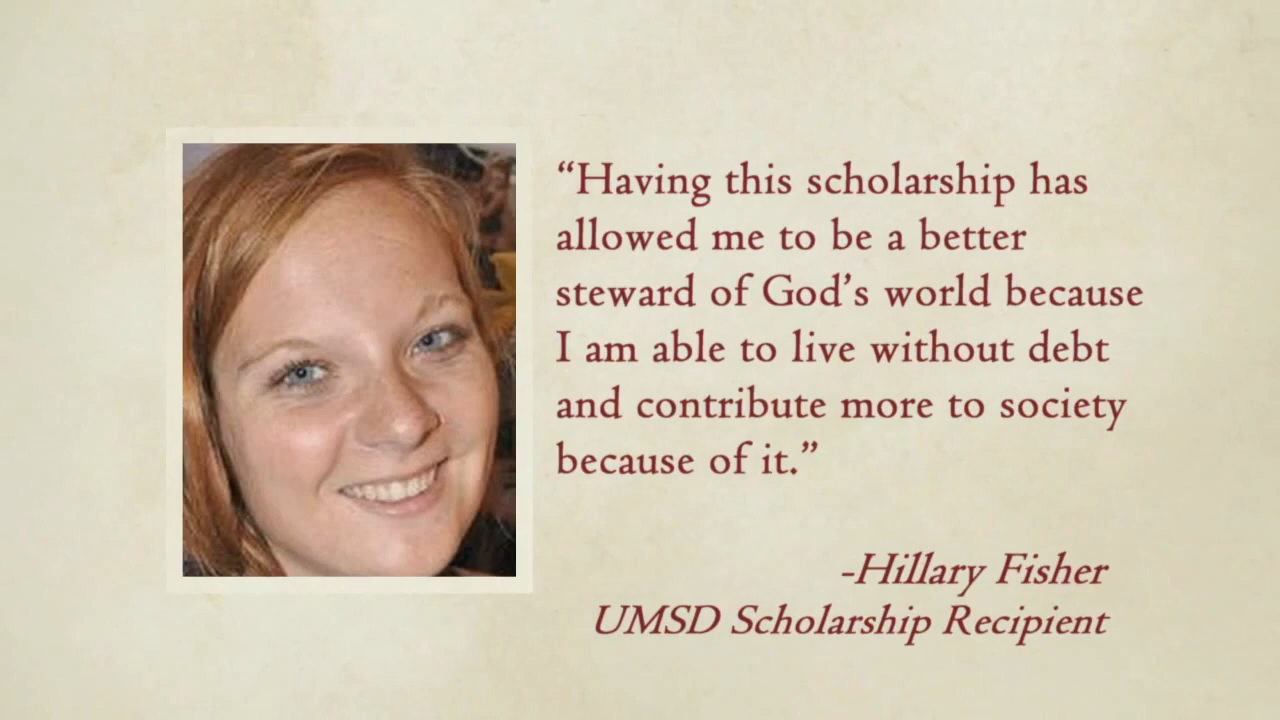 “Having this scholarship has
allowed me to be a better
steward of God’s world because
I am able to live without debt
and contribute more to society
because of it.”
-Hillary Fisher
UMSD Scholarship Recipient